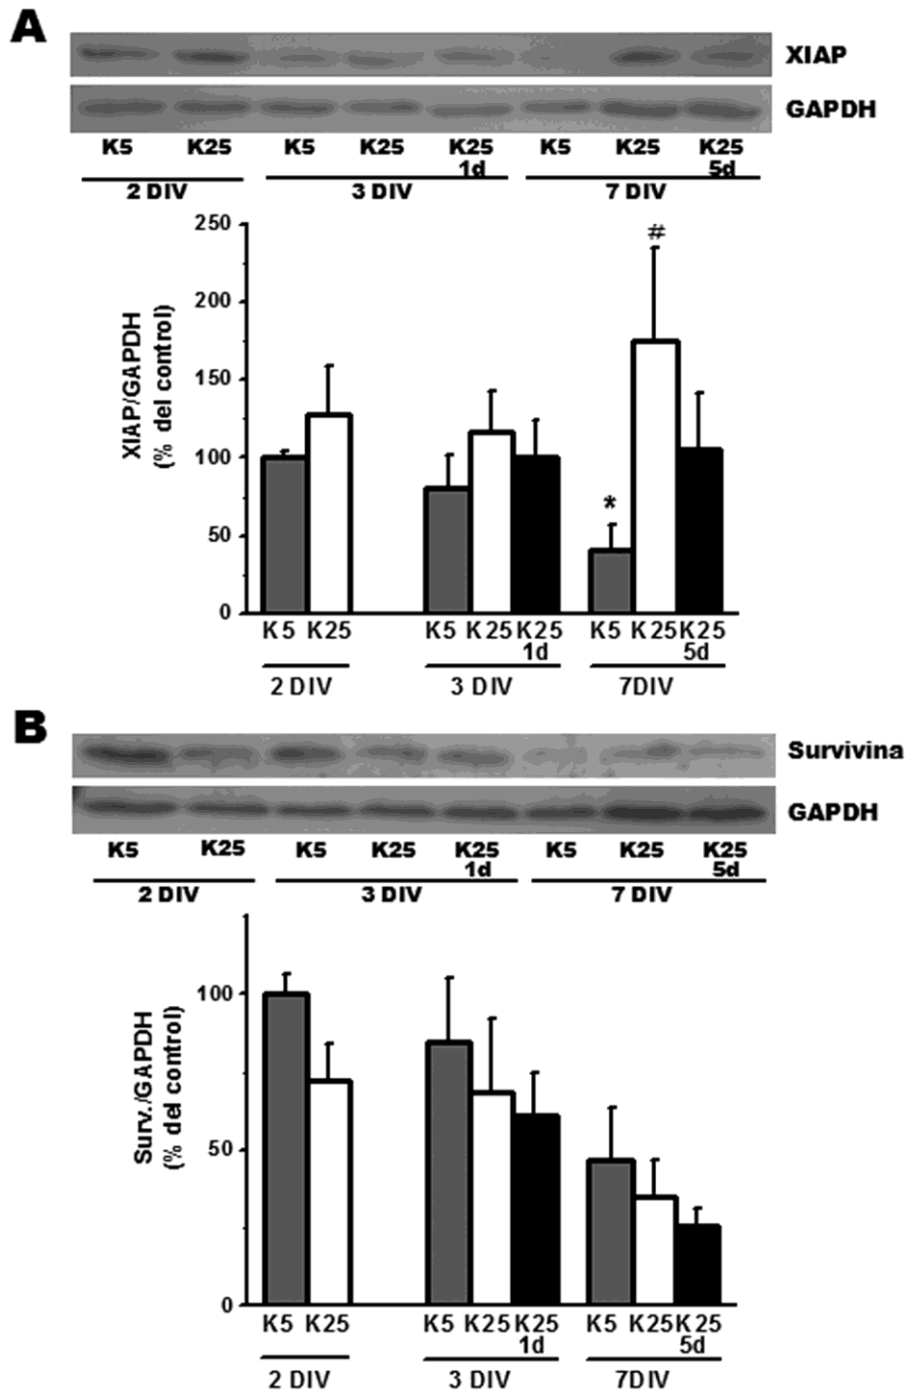 A
XIAP
GAPDH
K5 K25 K5 K25 K25 K5 K25 K25
1d 5d
2 DIV 3 DIV 7 DIV
250
200
150
100
50
0
XIAP/GAPDH
(% del control)
* #
K5 K25 K5 K25 K25 K5 K25 K25
1d 5d
2 DIV 3 DIV 7DIV
B
Survivina
GAPDH
K5 K25 K5 K25 K25 K5 K25 K25
1d 5d
2 DIV 3 DIV 7 DIV
100
50
0
Surv./GAPDH
(% del control)
K5 K25 K5 K25 K25 K5 K25 K25
1d 5d
2 DIV 3 DIV 7DIV